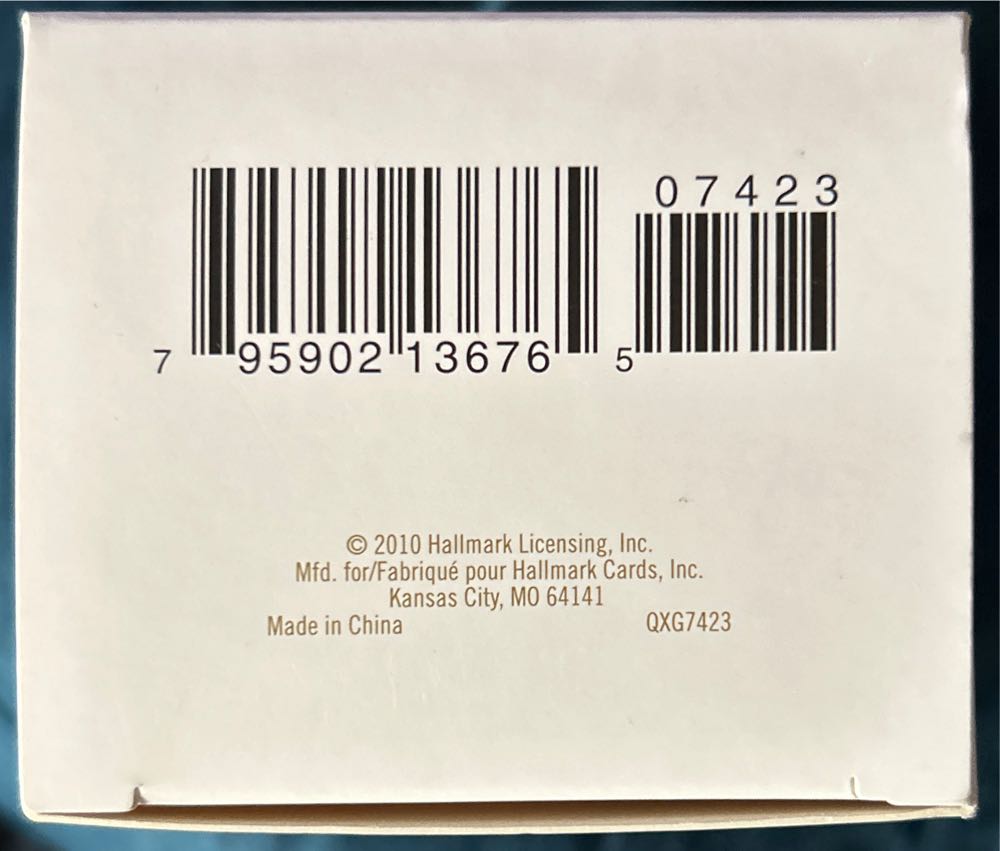 07423
7 95902 13676 5
© 2010 Hallmark Licensing, Inc.
Mfd. for/Fabriqué pour Hallmark Cards, Inc.
Kansas City, MO 64141
Made in China QXG7423